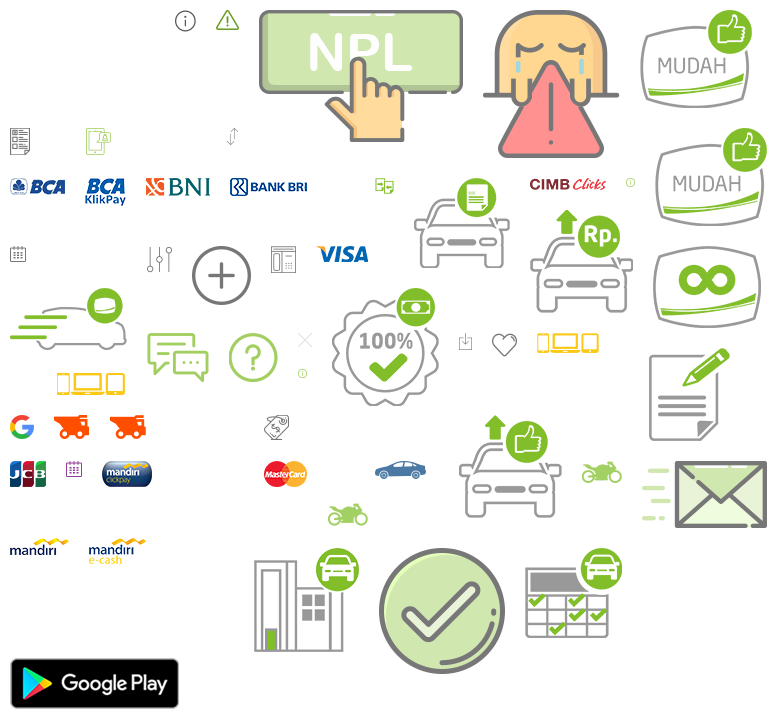 NPL
MUDAH
MUDAH
BCA
BCA
KlikPay
BNI
BANK BRI
CIMB Clicks
Rp.
VISA
100%
JCB
mandiri
clickpay
MasterCard
mandiri
mandiri
e-cash
Google Play